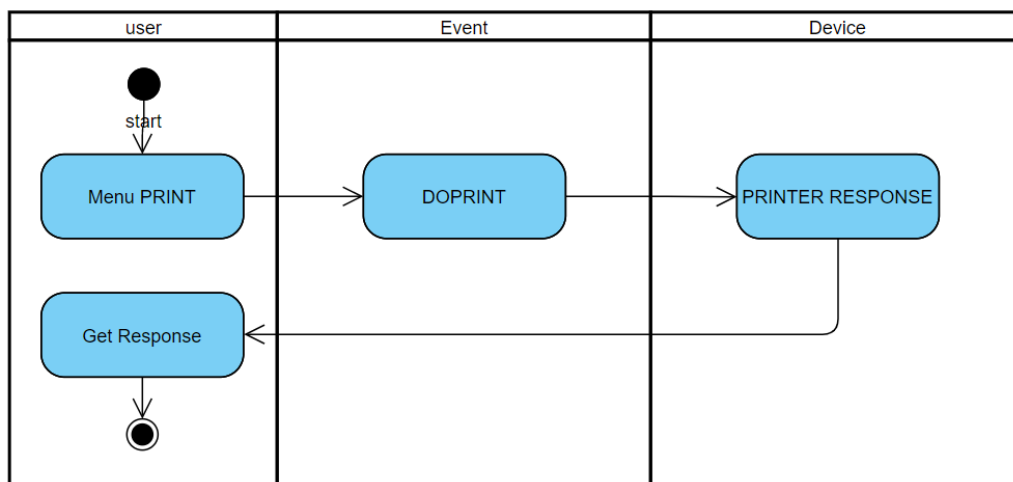 user
Event
Device
start
Menu PRINT
DOPRINT
PRINTER RESPONSE
Get Response